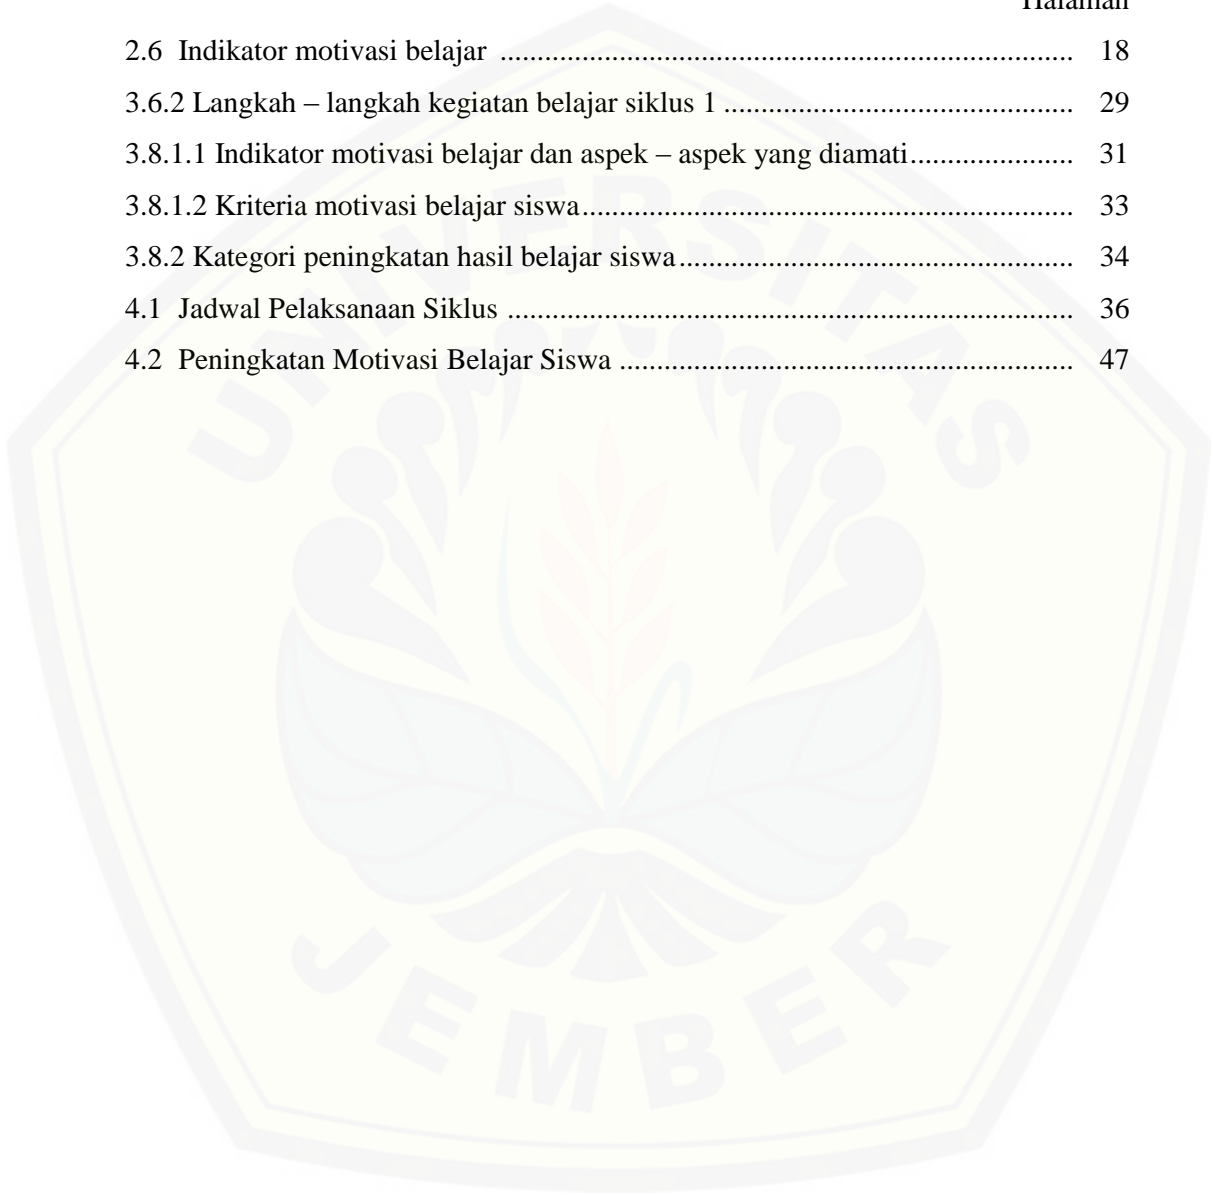 Halaman
2.6 Indikator motivasi belajar ........................................................................... 18
3.6.2 Langkah – langkah kegiatan belajar siklus 1 .............................................. 29
3.8.1.1 Indikator motivasi belajar dan aspek – aspek yang diamati..................... 31
3.8.1.2 Kriteria motivasi belajar siswa................................................................. 33
3.8.2 Kategori peningkatan hasil belajar siswa.................................................... 34
4.1 Jadwal Pelaksanaan Siklus .......................................................................... 36
4.2 Peningkatan Motivasi Belajar Siswa ............................................................ 47
UNIVERSITAS
JEMBER